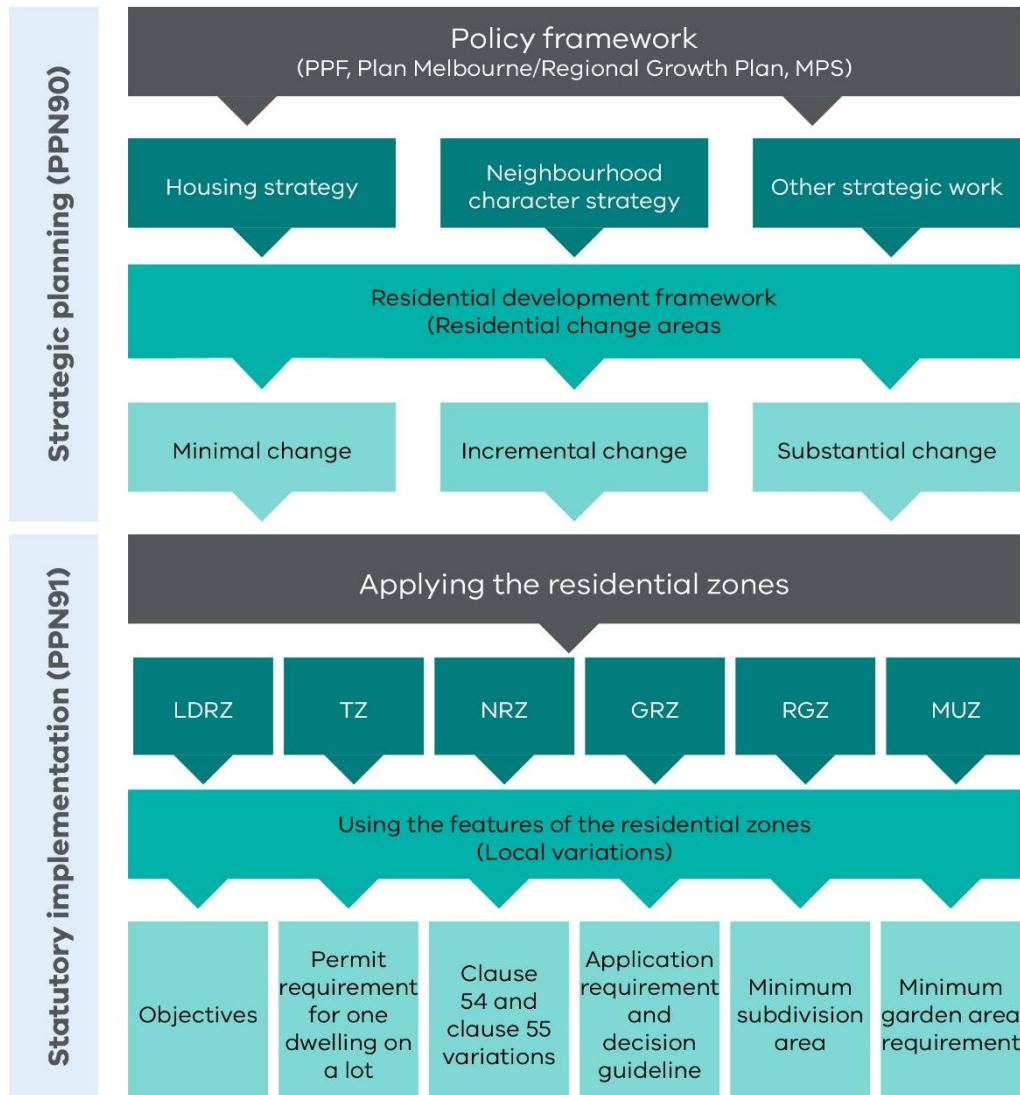 Strategic planning (PPN90)
Policy framework
(PPF, Plan Melbourne/Regional Growth Plan, MPS)
Housing strategy
Neighbourhood
character strategy
Other strategic work
Residential development framework
(Residential change areas
Minimal change
Incremental change
Substantial change
Statutory implementation (PPN91)
Applying the residential zones
LDRZ
TZ
NRZ
GRZ
RGZ
MUZ
Using the features of the residential zones
(Local variations)
Objectives
Permit
requirement
for one
dwelling on
a lot
Clause
54 and
clause 55
variations
Application
requirement
and
decision
guideline
Minimum
subdivision
area
Minimum
garden area
requirement